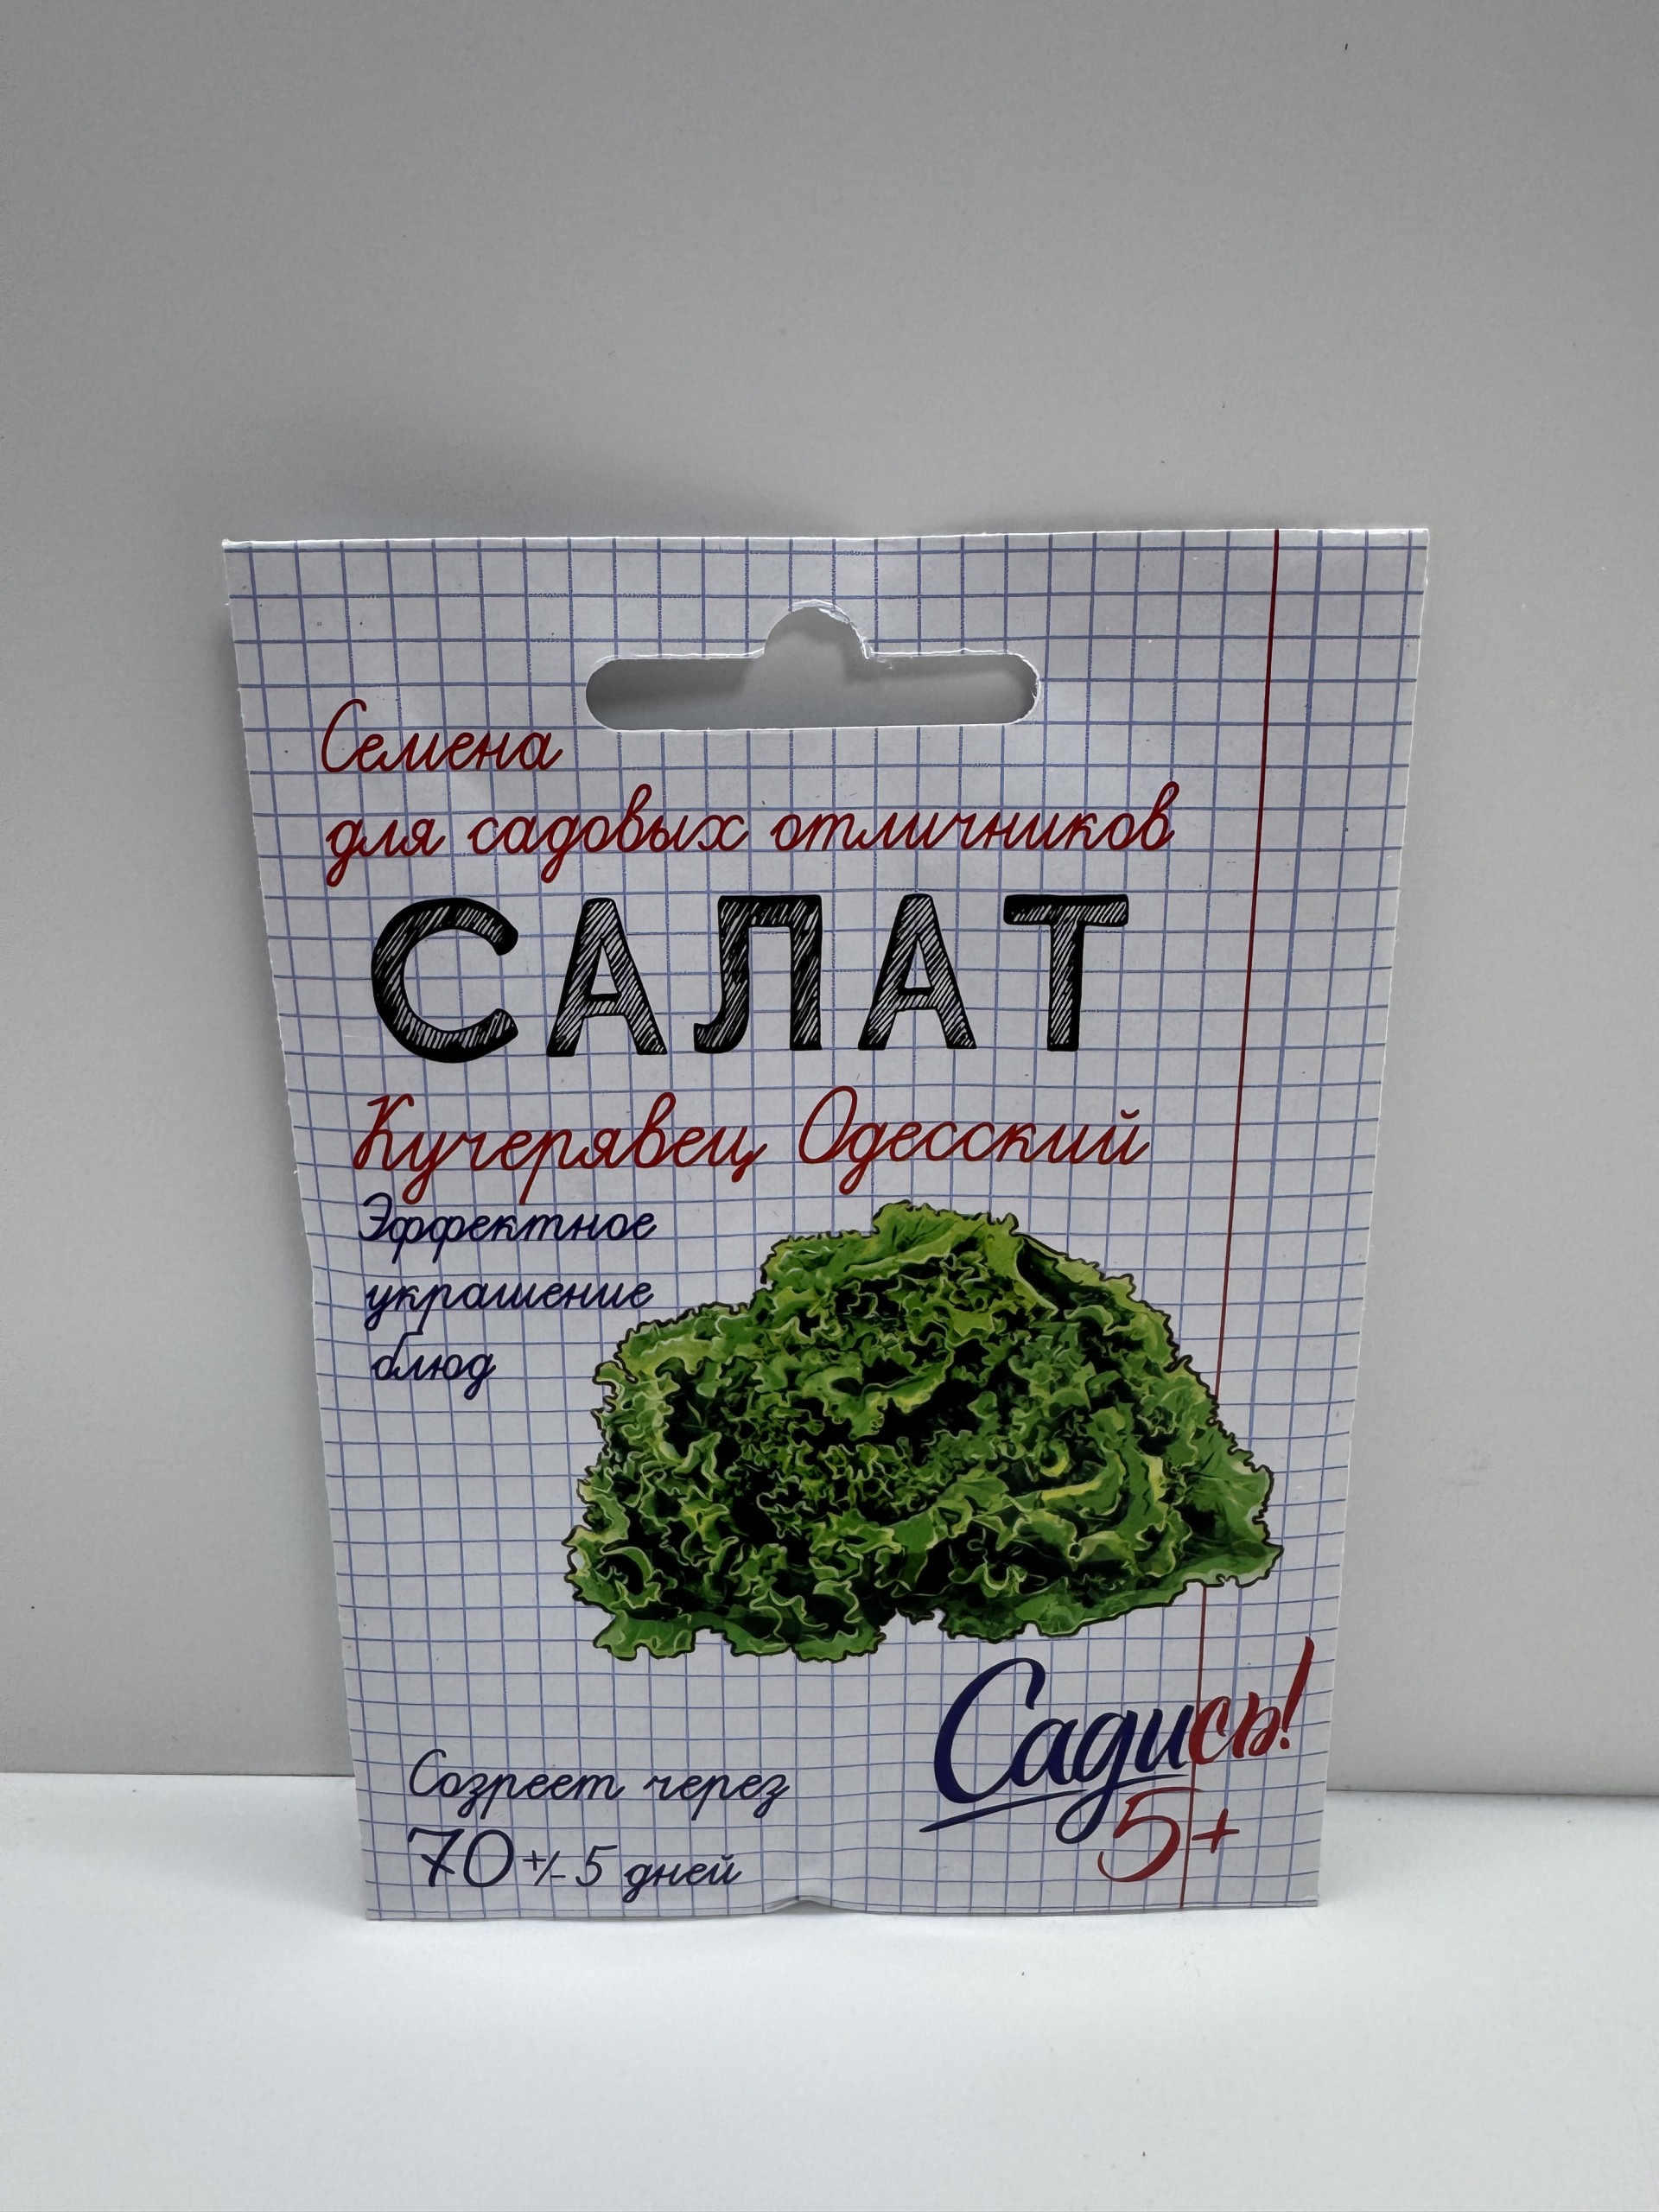 Семена
для садовых отличников
САЛАТ
Кучерявец Одесский
Эффектное
украшение
блюд
Садись!
5+
Созреет через
70 +/- 5 дней